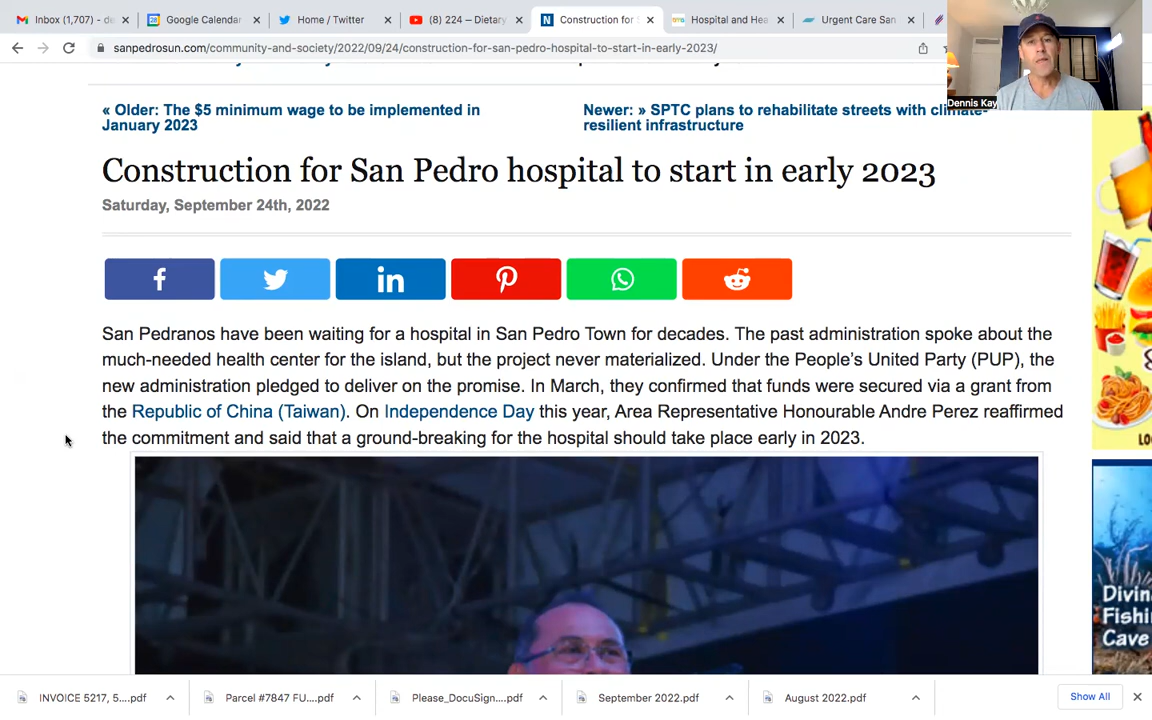 Inbox (1,707) - d
Google Calendar
Home / Twitter
(8) 224 – Dietary
Construction for S
Hospital and Hea
Urgent Care San
sanpedrosun.com/community-and-society/2022/09/24/construction-for-san-pedro-hospital-to-start-in-early-2023/
Dennis Kay
« Older: The $5 minimum wage to be implemented in
January 2023
Newer: » SPTC plans to rehabilitate streets with climate-
resilient infrastructure
Construction for San Pedro hospital to start in early 2023
Saturday, September 24th, 2022
San Pedranos have been waiting for a hospital in San Pedro Town for decades. The past administration spoke about the
much-needed health center for the island, but the project never materialized. Under the People's United Party (PUP), the
new administration pledged to deliver on the promise. In March, they confirmed that funds were secured via a grant from
the Republic of China (Taiwan). On Independence Day this year, Area Representative Honourable Andre Perez reaffirmed
the commitment and said that a ground-breaking for the hospital should take place early in 2023.
LO
Divin
Fishi
Cave
INVOICE 5217, 5....pdf
Parcel #7847 FU....pdf
Please_DocuSign....pdf
September 2022.pdf
August 2022.pdf
Show All